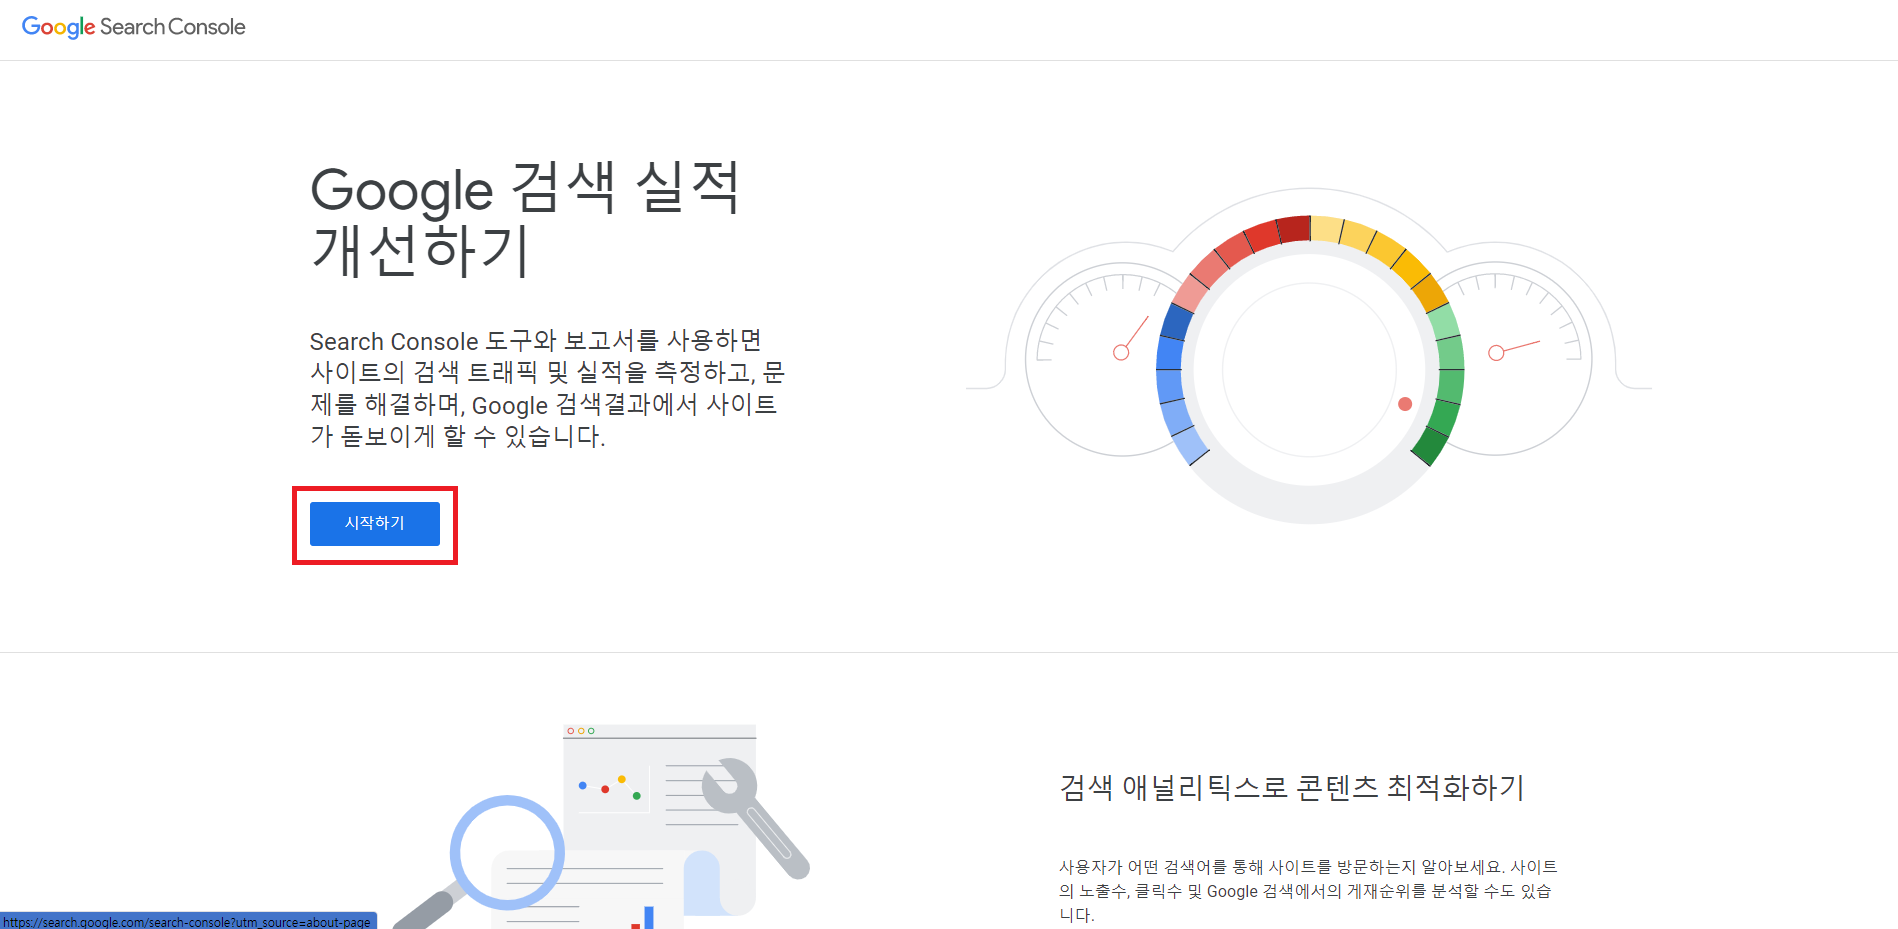 Google Search Console
Google 검색 실적
개선하기
Search Console 도구와 보고서를 사용하면
사이트의 검색 트래픽 및 실적을 측정하고, 문
제를 해결하며, Google 검색결과에서 사이트
가 돋보이게 할 수 있습니다.
시작하기
검색 애널리틱스로 콘텐츠 최적화하기
사용자가 어떤 검색어를 통해 사이트를 방문하는지 알아보세요. 사이트
의 노출수, 클릭수 및 Google 검색에서의 게재순위를 분석할 수도 있습
니다.
https://search.google.com/search-console?utm_source=about-page